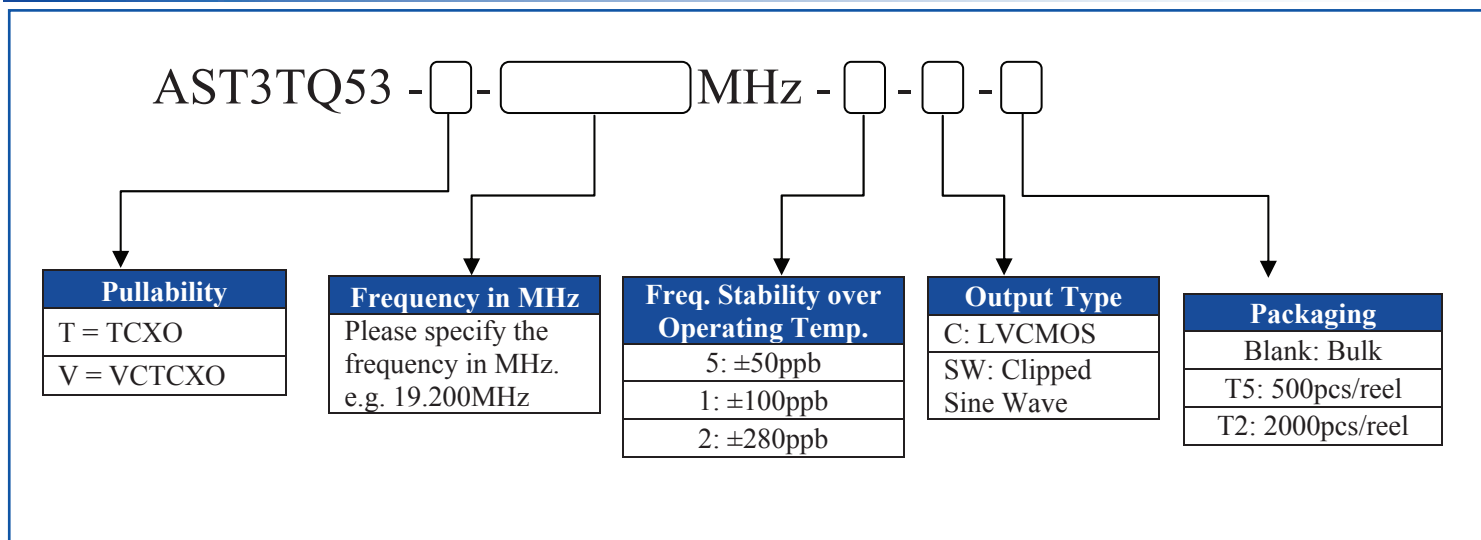 AST3TQ53 - - MHz - - -
Pullability
T = TCXO
V = VCTCXO
Frequency in MHz
Please specify the
frequency in MHz.
e.g. 19.200MHz
Freq. Stability over
Operating Temp.
5: ±50ppb
1: ±100ppb
2: ±280ppb
Output Type
C: LVCMOS
SW: Clipped
Sine Wave
Packaging
Blank: Bulk
T5: 500pcs/reel
T2: 2000pcs/reel